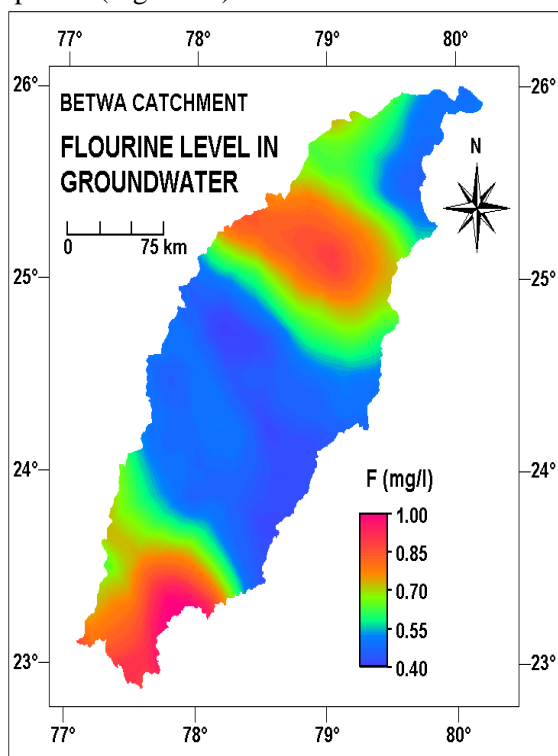 77° 78° 79° 80°
26° 26°
BETWA CATCHMENT
FLOURINE LEVEL IN
GROUNDWATER
N
0 75 km
25° 25°
24° 24°
F (mg/l)
1.00
0.85
0.70
0.55
0.40
23° 23°
77° 78° 79° 80°